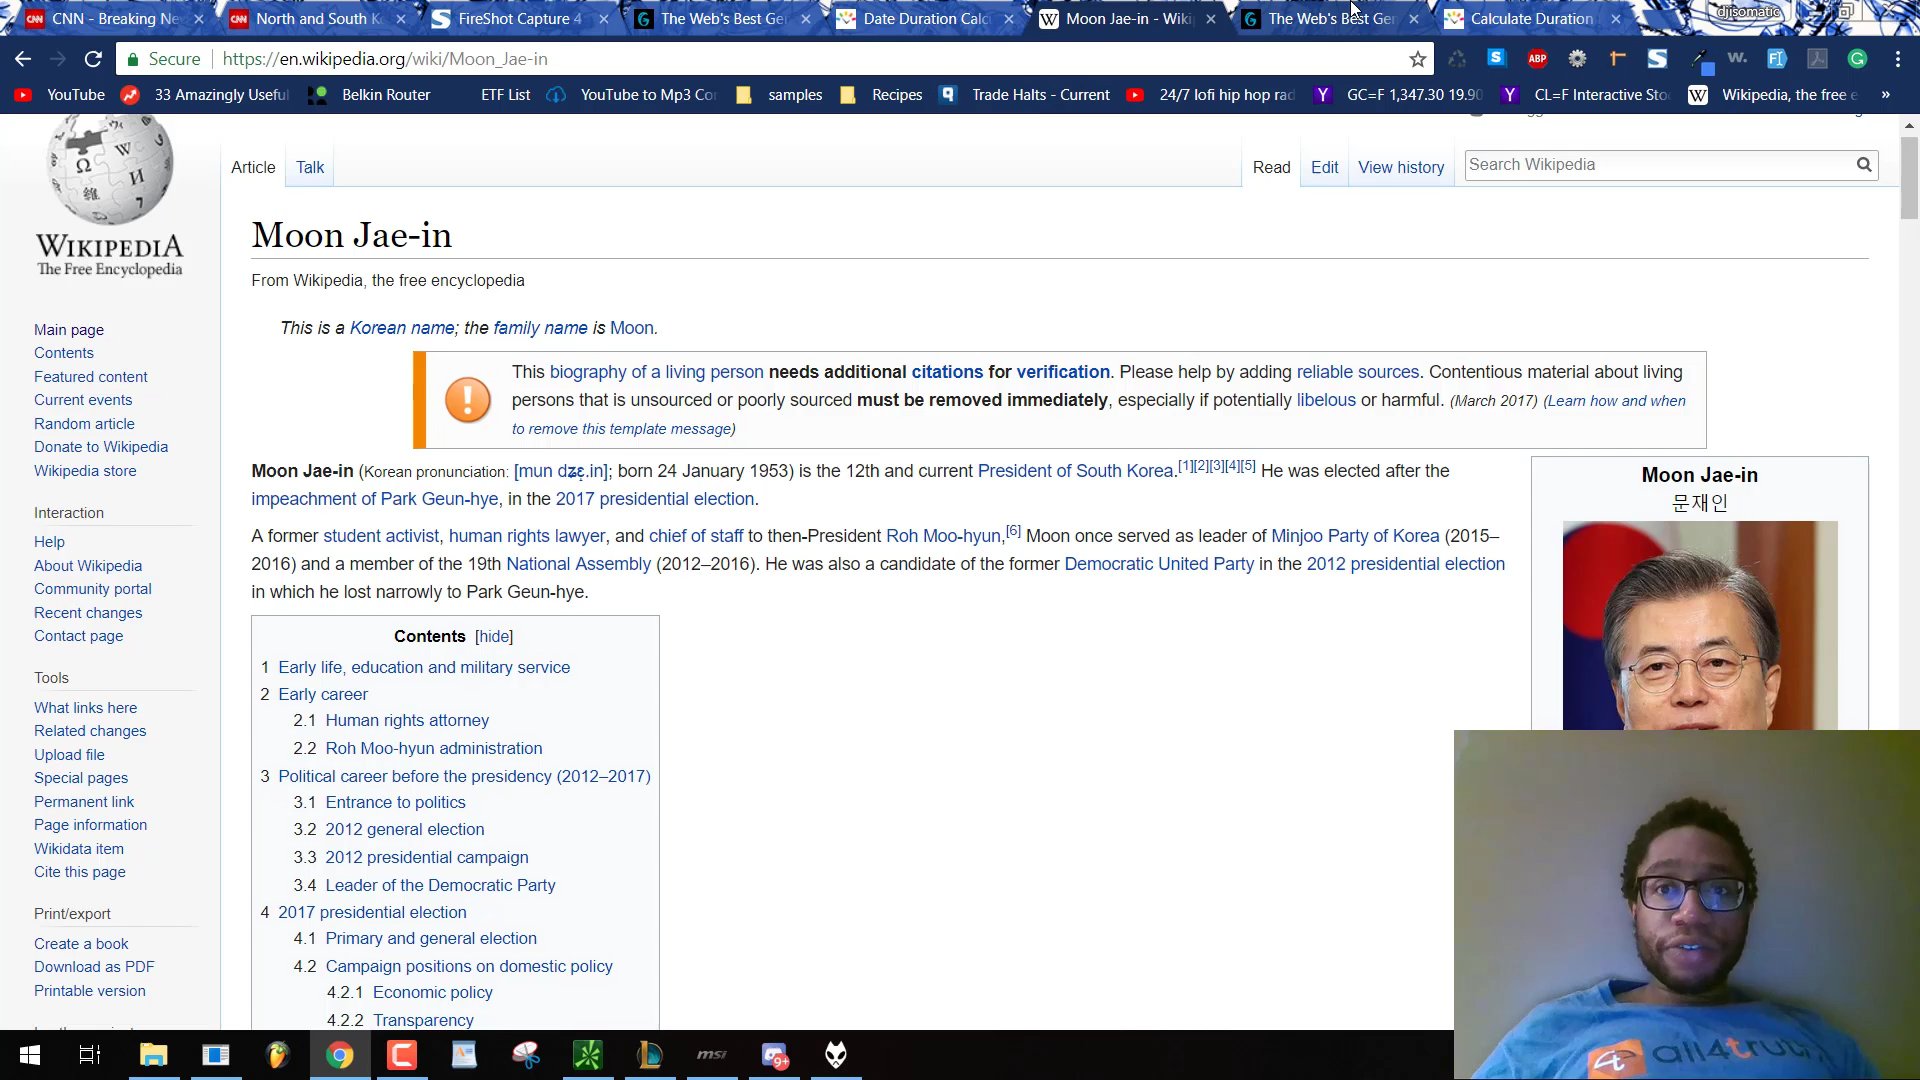 CNN - Breaking Ne
North and South K
FireShot Capture 4
The Web's Best Ge
Date Duration Calc
Moon Jae-in - Wiki
The Web's Best Ge
Calculate Duration
djisomatic
Secure
https://en.wikipedia.org/wiki/Moon_Jae-in
YouTube
33 Amazingly Useful
Belkin Router
ETF List
YouTube to Mp3 Co
samples
Recipes
Trade Halts - Current
24/7 lofi hip hop rad
GC=F 1,347.30 19.90
CL=F Interactive Sto
Wikipedia, the free e
»
WIKIPEDIA
The Free Encyclopedia
Article
Talk
Read
Edit
View history
Search Wikipedia
Moon Jae-in
From Wikipedia, the free encyclopedia
This is a Korean name; the family name is Moon.
This biography of a living person needs additional citations for verification. Please help by adding reliable sources. Contentious material about living
persons that is unsourced or poorly sourced must be removed immediately, especially if potentially libelous or harmful. (March 2017) (Learn how and when
to remove this template message)
Moon Jae-in (Korean pronunciation: [mun dʑɛ.in]; born 24 January 1953) is the 12th and current President of South Korea.[1][2][3][4][5] He was elected after the
impeachment of Park Geun-hye, in the 2017 presidential election.
A former student activist, human rights lawyer, and chief of staff to then-President Roh Moo-hyun,[6] Moon once served as leader of Minjoo Party of Korea (2015–
2016) and a member of the 19th National Assembly (2012–2016). He was also a candidate of the former Democratic United Party in the 2012 presidential election
in which he lost narrowly to Park Geun-hye.
Moon Jae-in
문재인
Contents [hide]
1 Early life, education and military service
2 Early career
2.1 Human rights attorney
2.2 Roh Moo-hyun administration
3 Political career before the presidency (2012–2017)
3.1 Entrance to politics
3.2 2012 general election
3.3 2012 presidential campaign
3.4 Leader of the Democratic Party
4 2017 presidential election
4.1 Primary and general election
4.2 Campaign positions on domestic policy
4.2.1 Economic policy
4.2.2 Transparency
Main page
Contents
Featured content
Current events
Random article
Donate to Wikipedia
Wikipedia store
Interaction
Help
About Wikipedia
Community portal
Recent changes
Contact page
Tools
What links here
Related changes
Upload file
Special pages
Permanent link
Page information
Wikidata item
Cite this page
Print/export
Create a book
Download as PDF
Printable version
all4truth
msi
9+